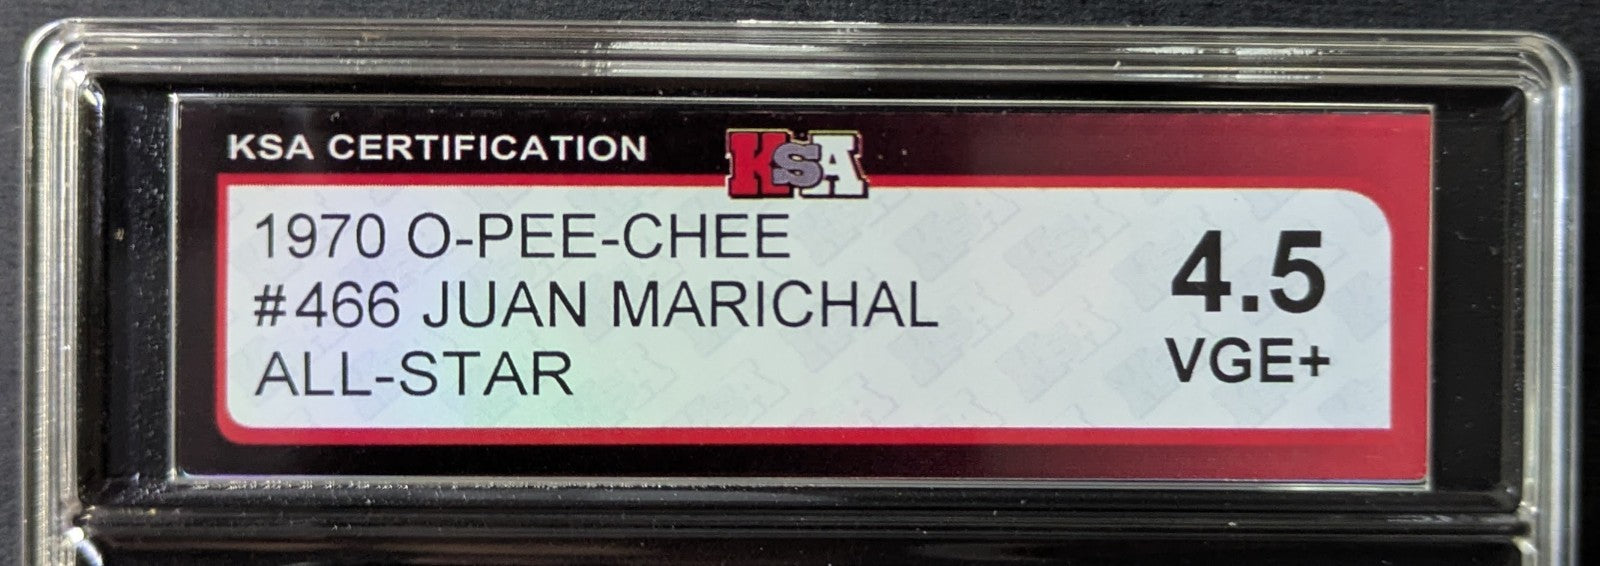 KSA CERTIFICATION
KSA
1970 O-PEE-CHEE
#466 JUAN MARICHAL
ALL-STAR
4.5
VGE+